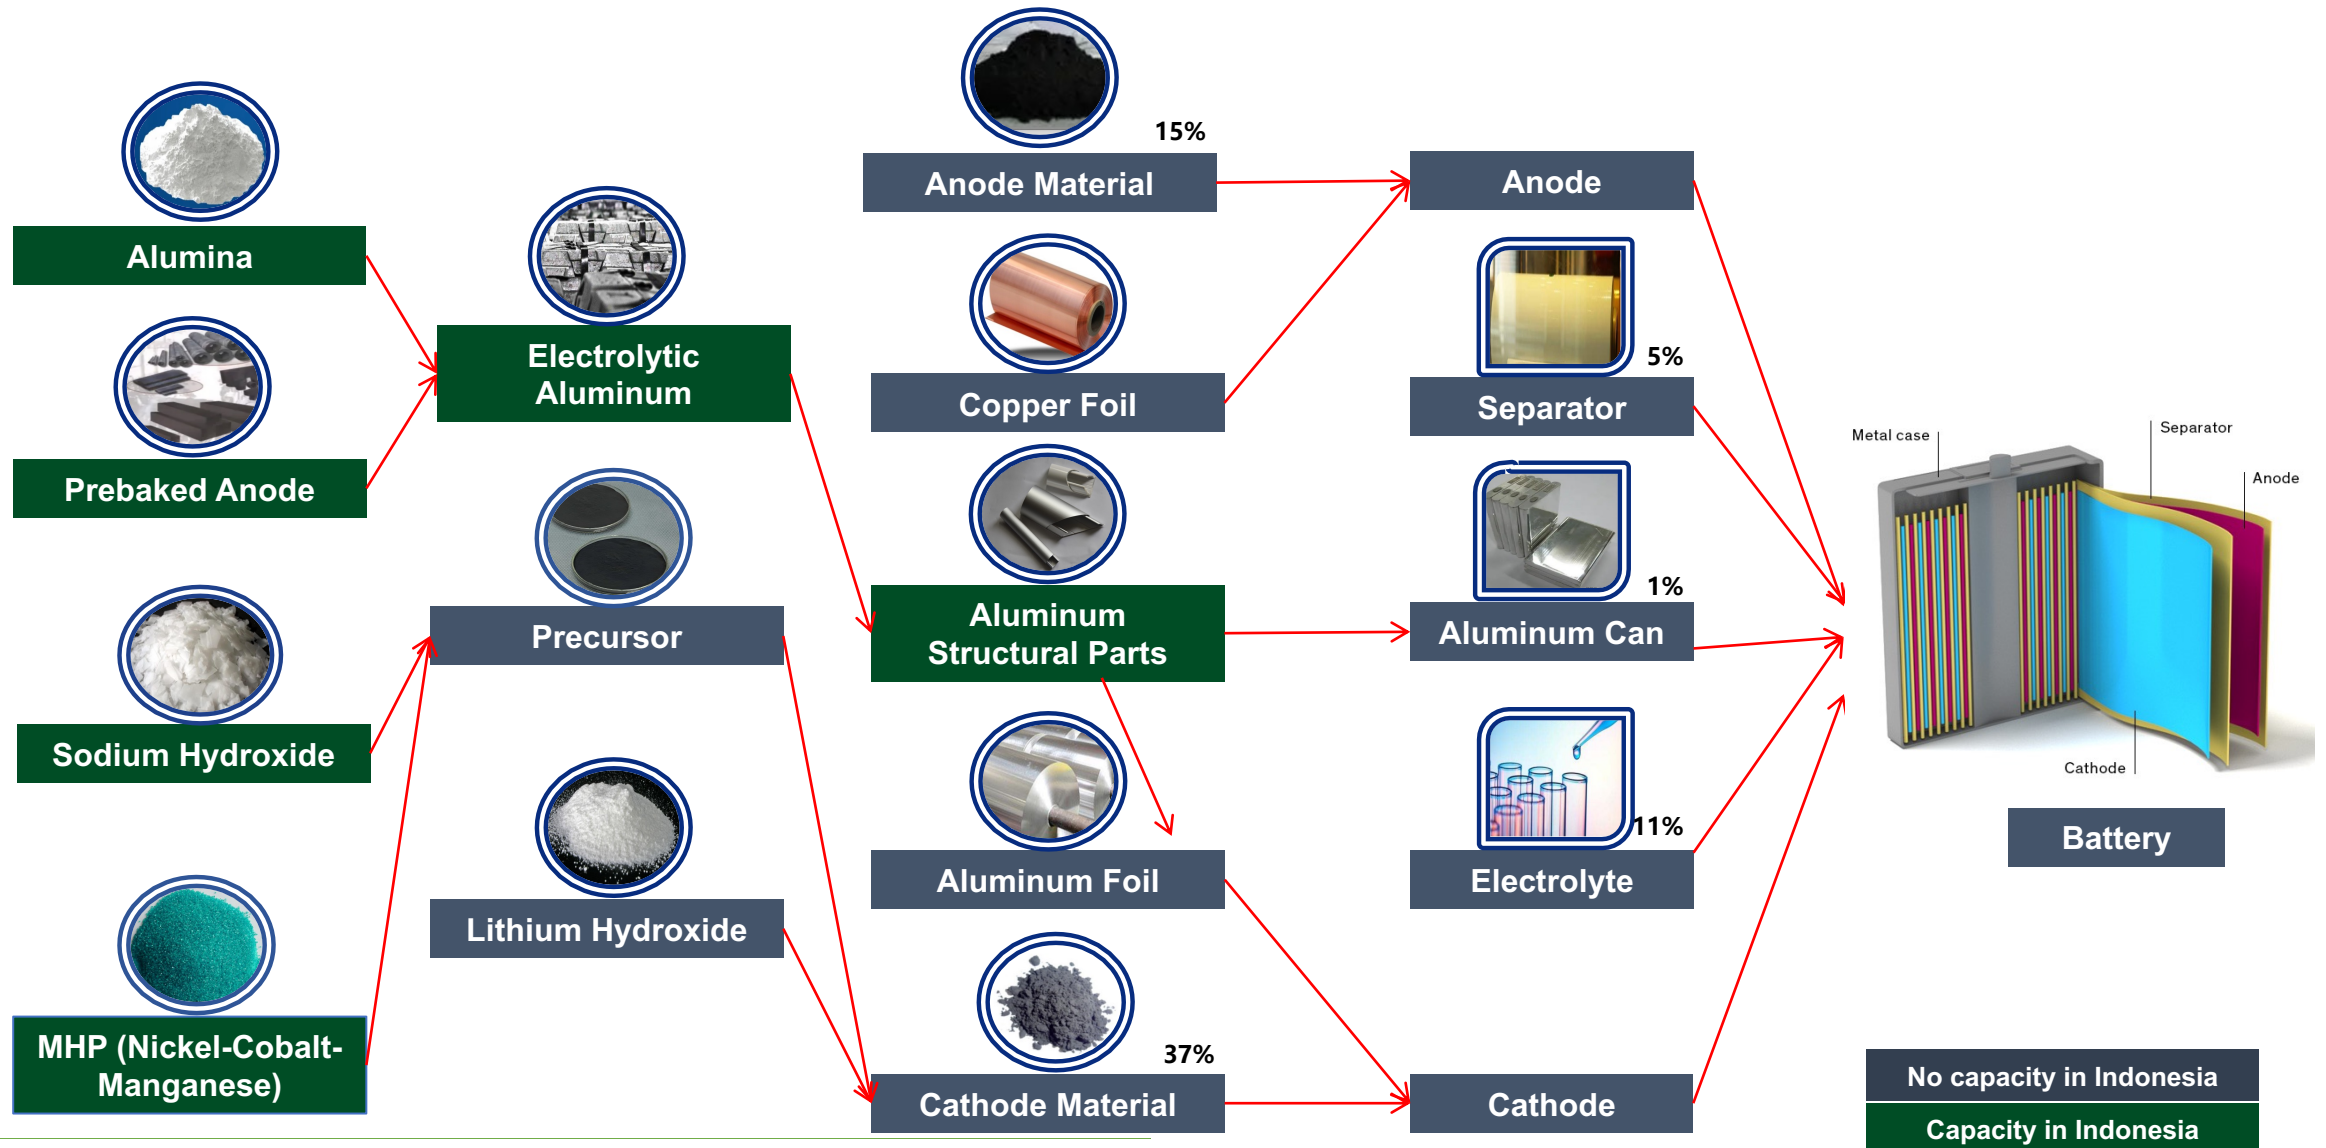 15%
Anode Material
Anode
Alumina
Electrolytic
Aluminum
5%
Copper Foil
Separator
Prebaked Anode
Metal case
Separator
Anode
1%
Precursor
Aluminum
Structural Parts
Aluminum Can
Sodium Hydroxide
Cathode
11%
Battery
Aluminum Foil
Electrolyte
Lithium Hydroxide
MHP (Nickel-Cobalt-
Manganese)
37%
Cathode Material
Cathode
No capacity in Indonesia
Capacity in Indonesia